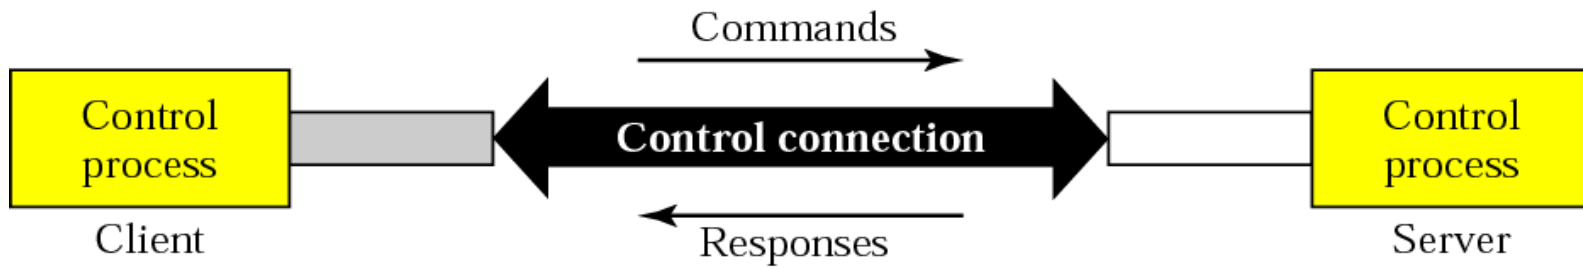 Commands
Control
process
Control connection
Control
process
Client
Responses
Server